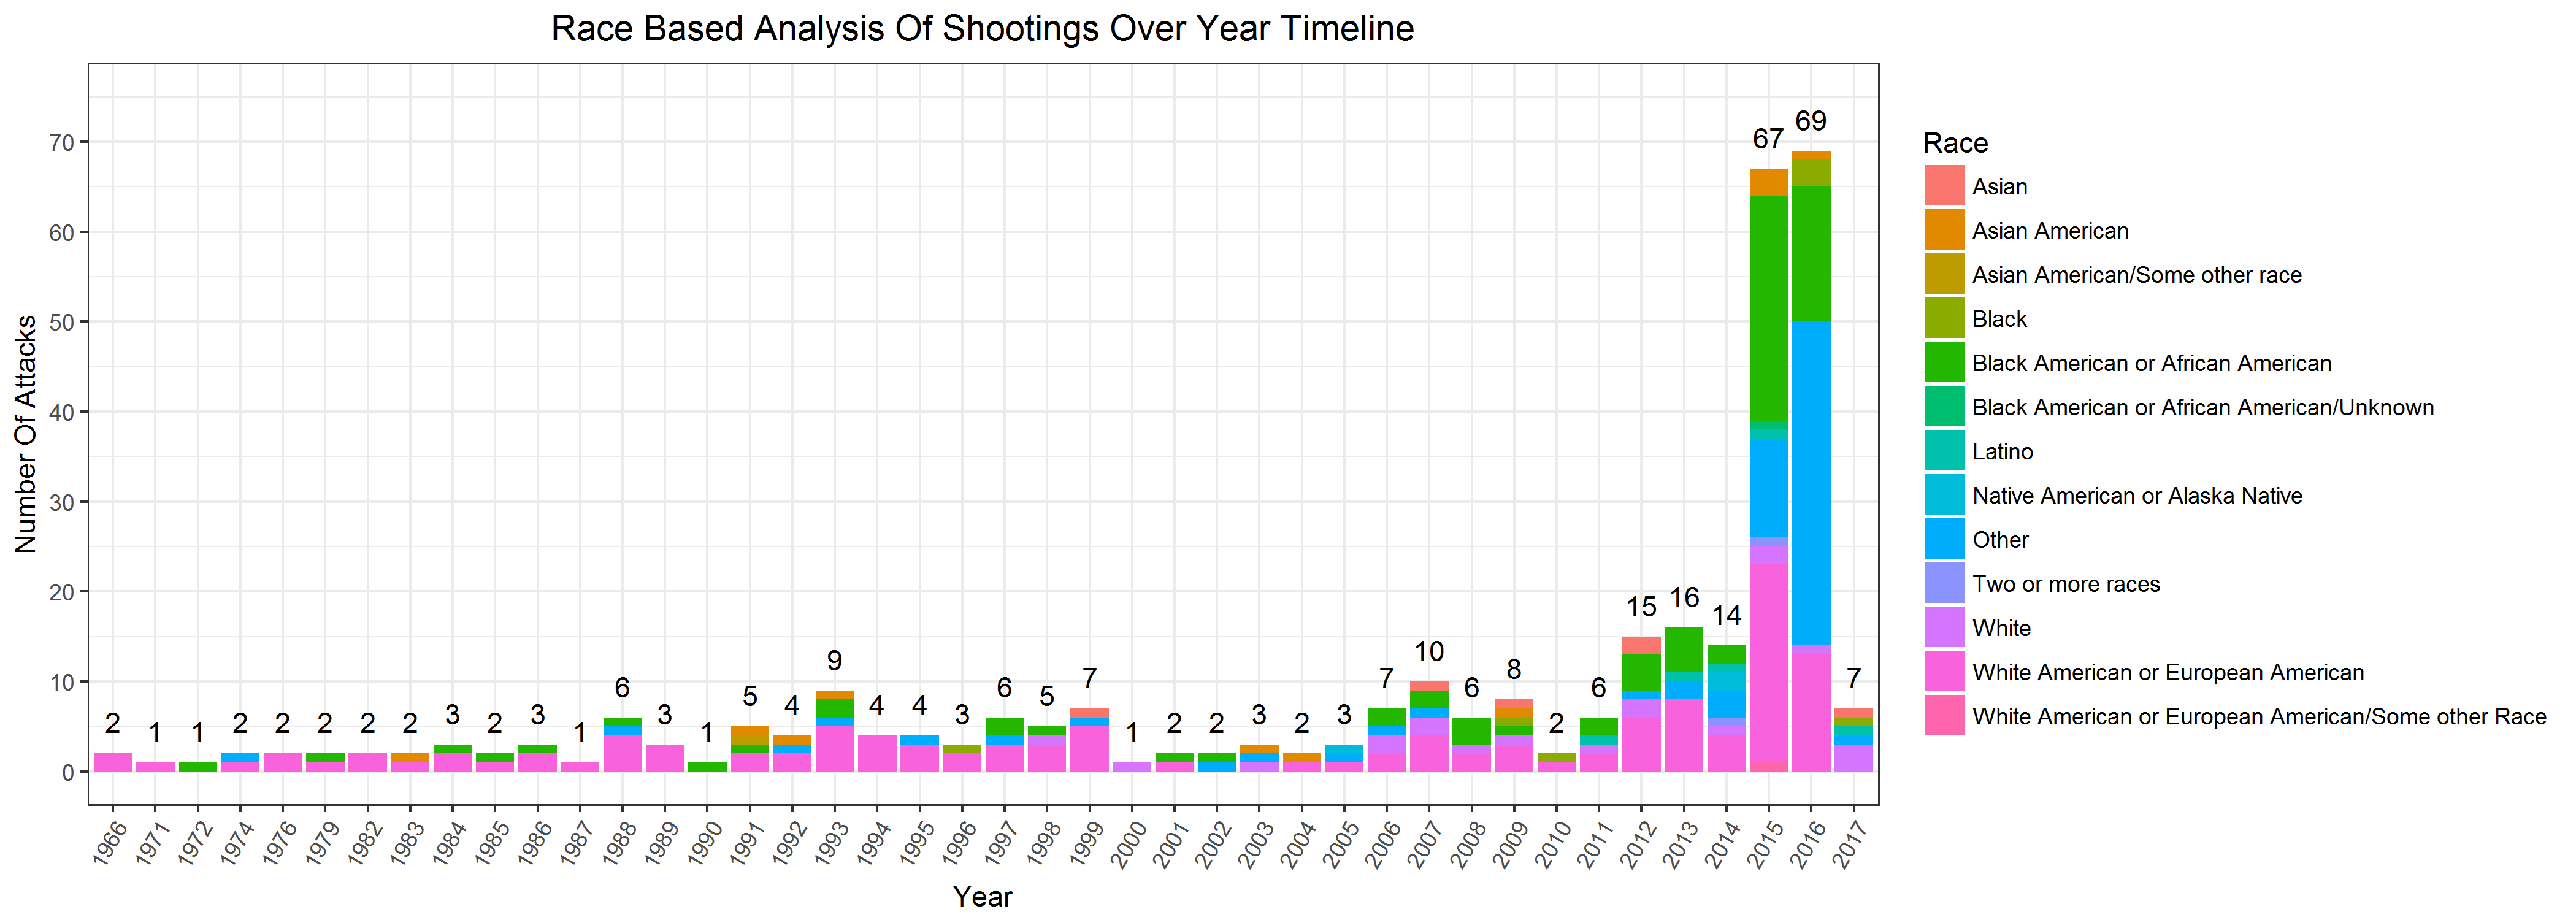 Race Based Analysis Of Shootings Over Year Timeline
Number Of Attacks
70
60
50
40
30
20
10
0
2 1 1 2 2 2 2 2 3 2 3 1 6 3 1 5 4 9 4 4 3 6 5 7 1 2 2 3 2 3 7 10 6 8 2 6 15 16 14 67 69 7
1966 1971 1972 1974 1976 1979 1982 1983 1984 1985 1986 1987 1988 1989 1990 1991 1992 1993 1994 1995 1996 1997 1998 1999 2000 2001 2002 2003 2004 2005 2006 2007 2008 2009 2010 2011 2012 2013 2014 2015 2016 2017
Year
Race
Asian
Asian American
Asian American/Some other race
Black
Black American or African American
Black American or African American/Unknown
Latino
Native American or Alaska Native
Other
Two or more races
White
White American or European American
White American or European American/Some other Race